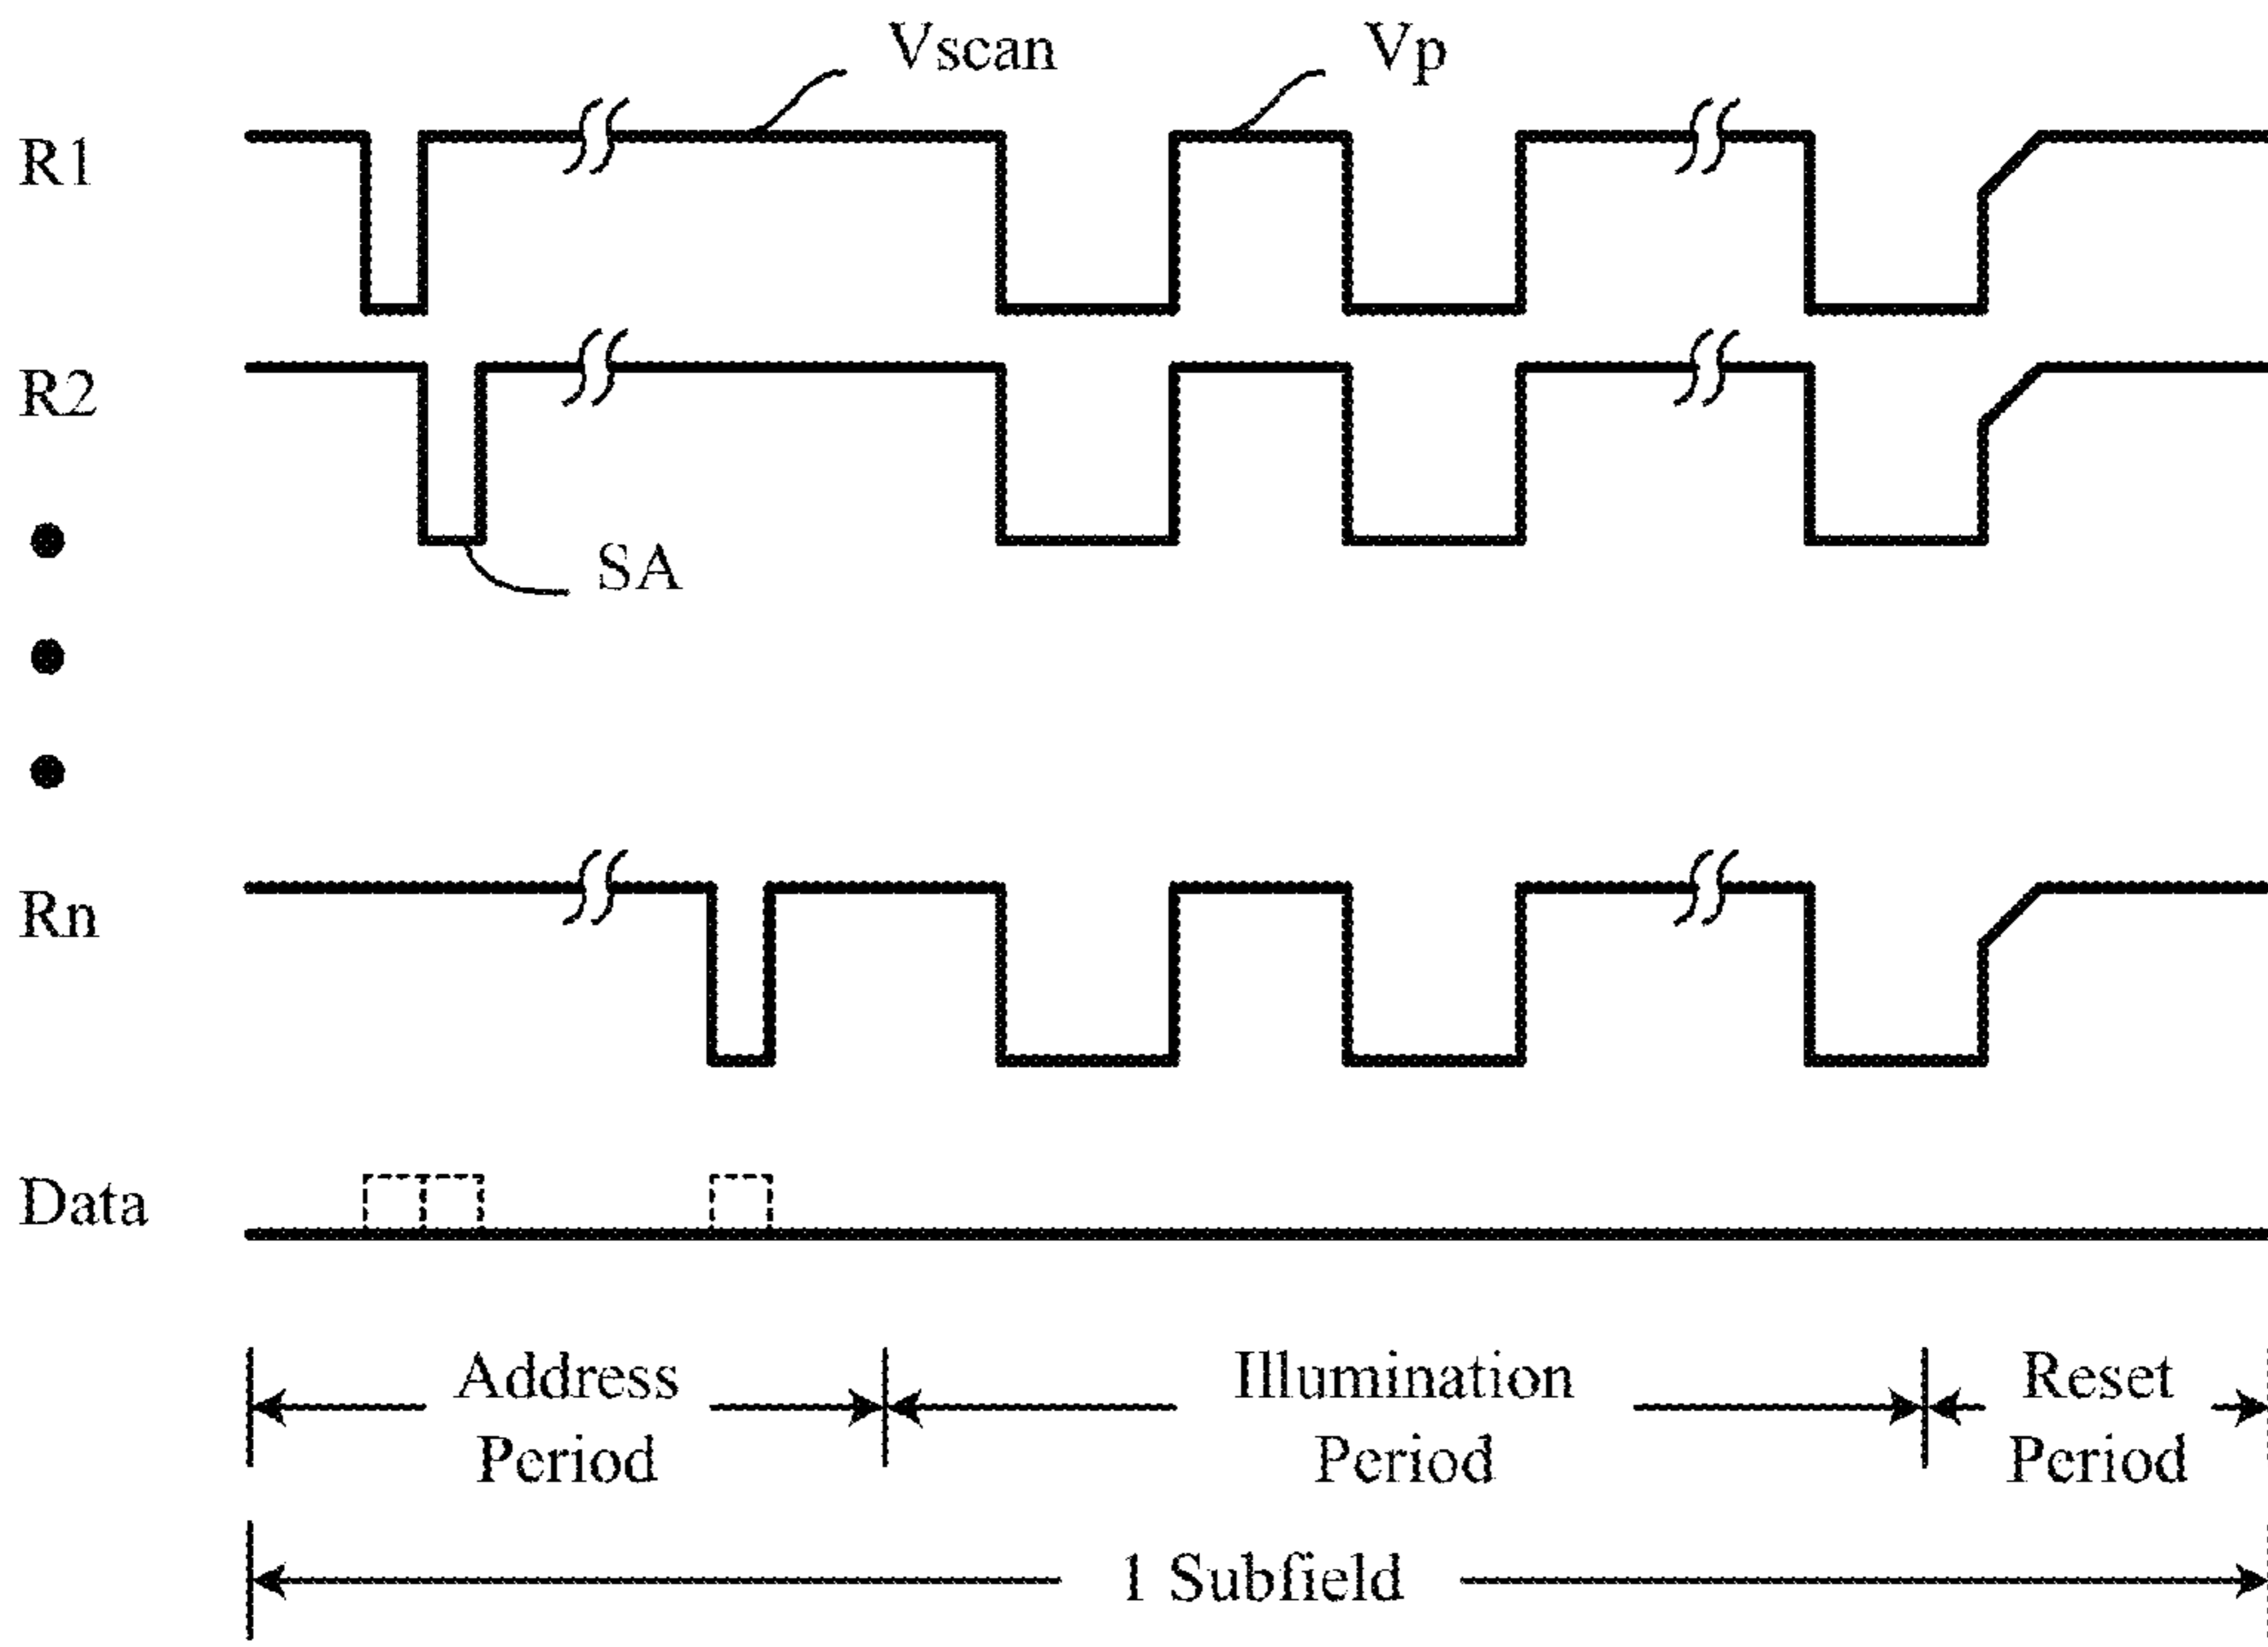 Vscan
Vp
R1
R2
SA
Rn
Data
Address
Period
Illumination
Period
Reset
Period
1 Subfield